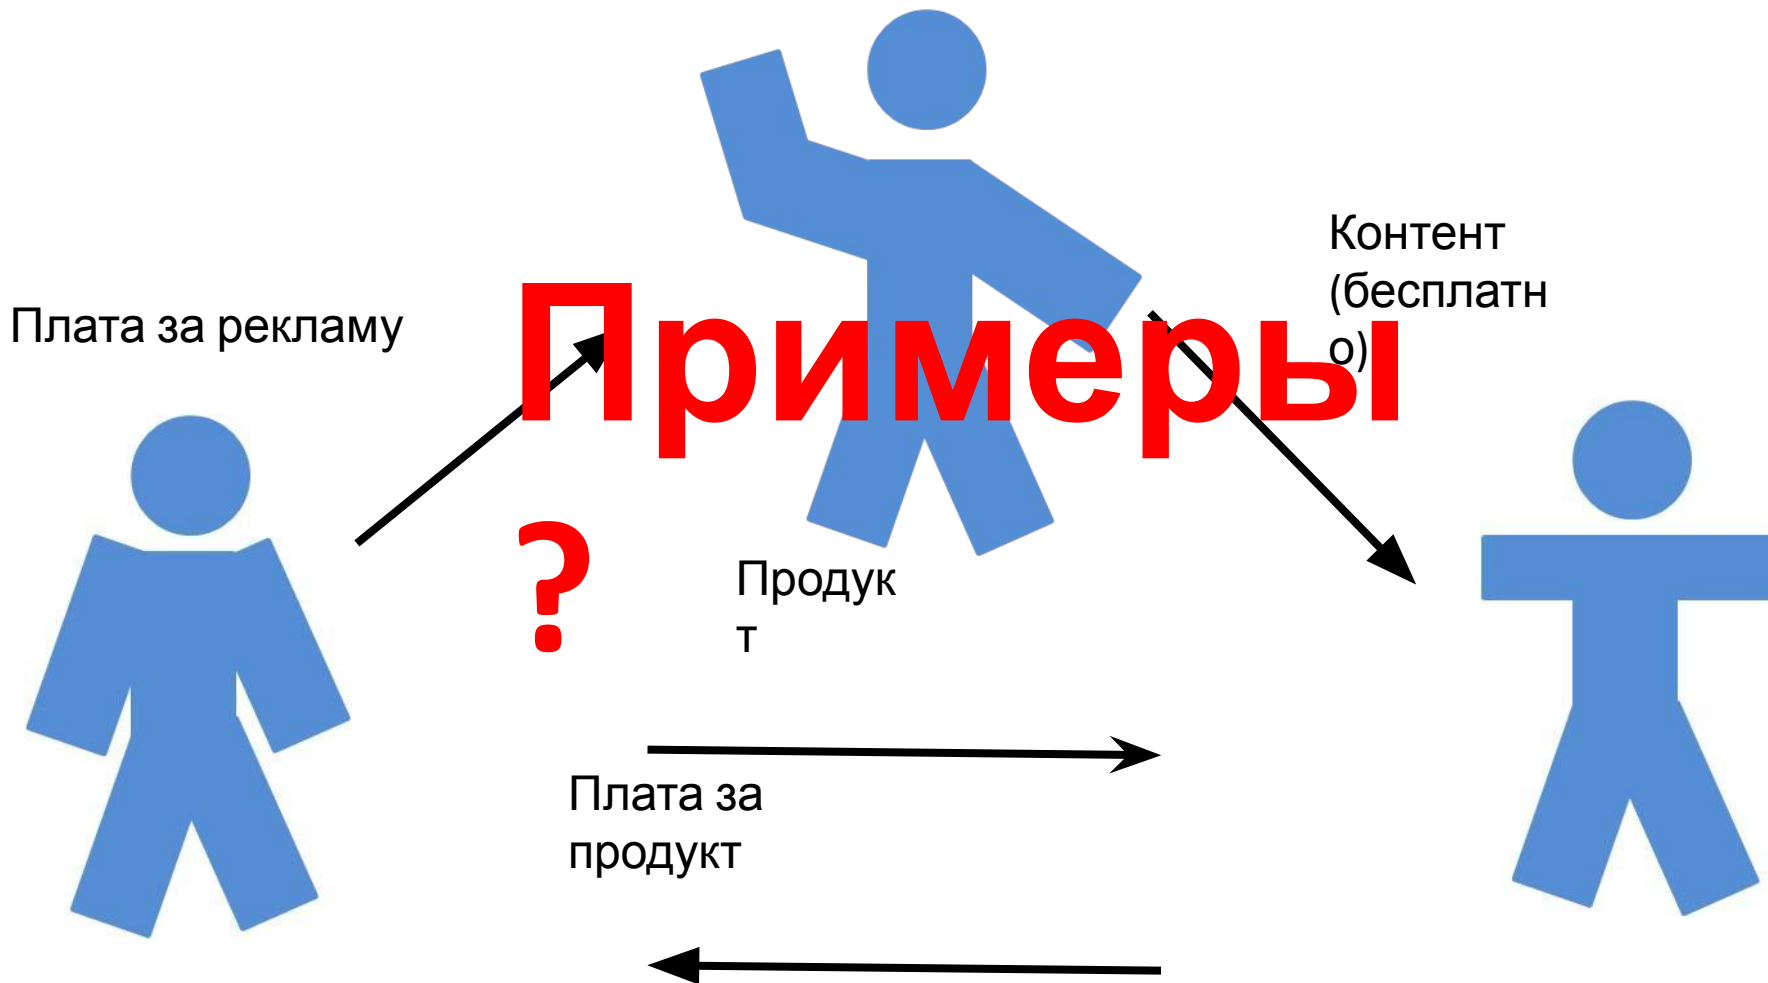 Плата за рекламу
Контент
(бесплатн
о)
Примеры
?
Продук
т
Плата за
продукт